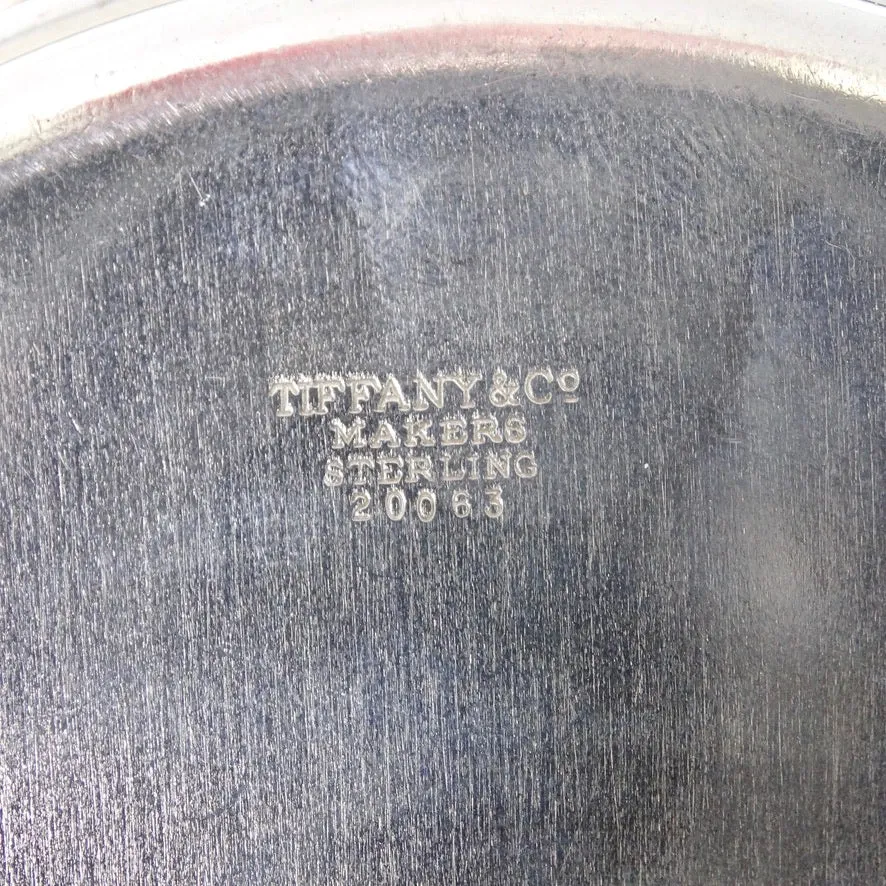 TIFFANY & Co
MAKERS
STERLING
20063